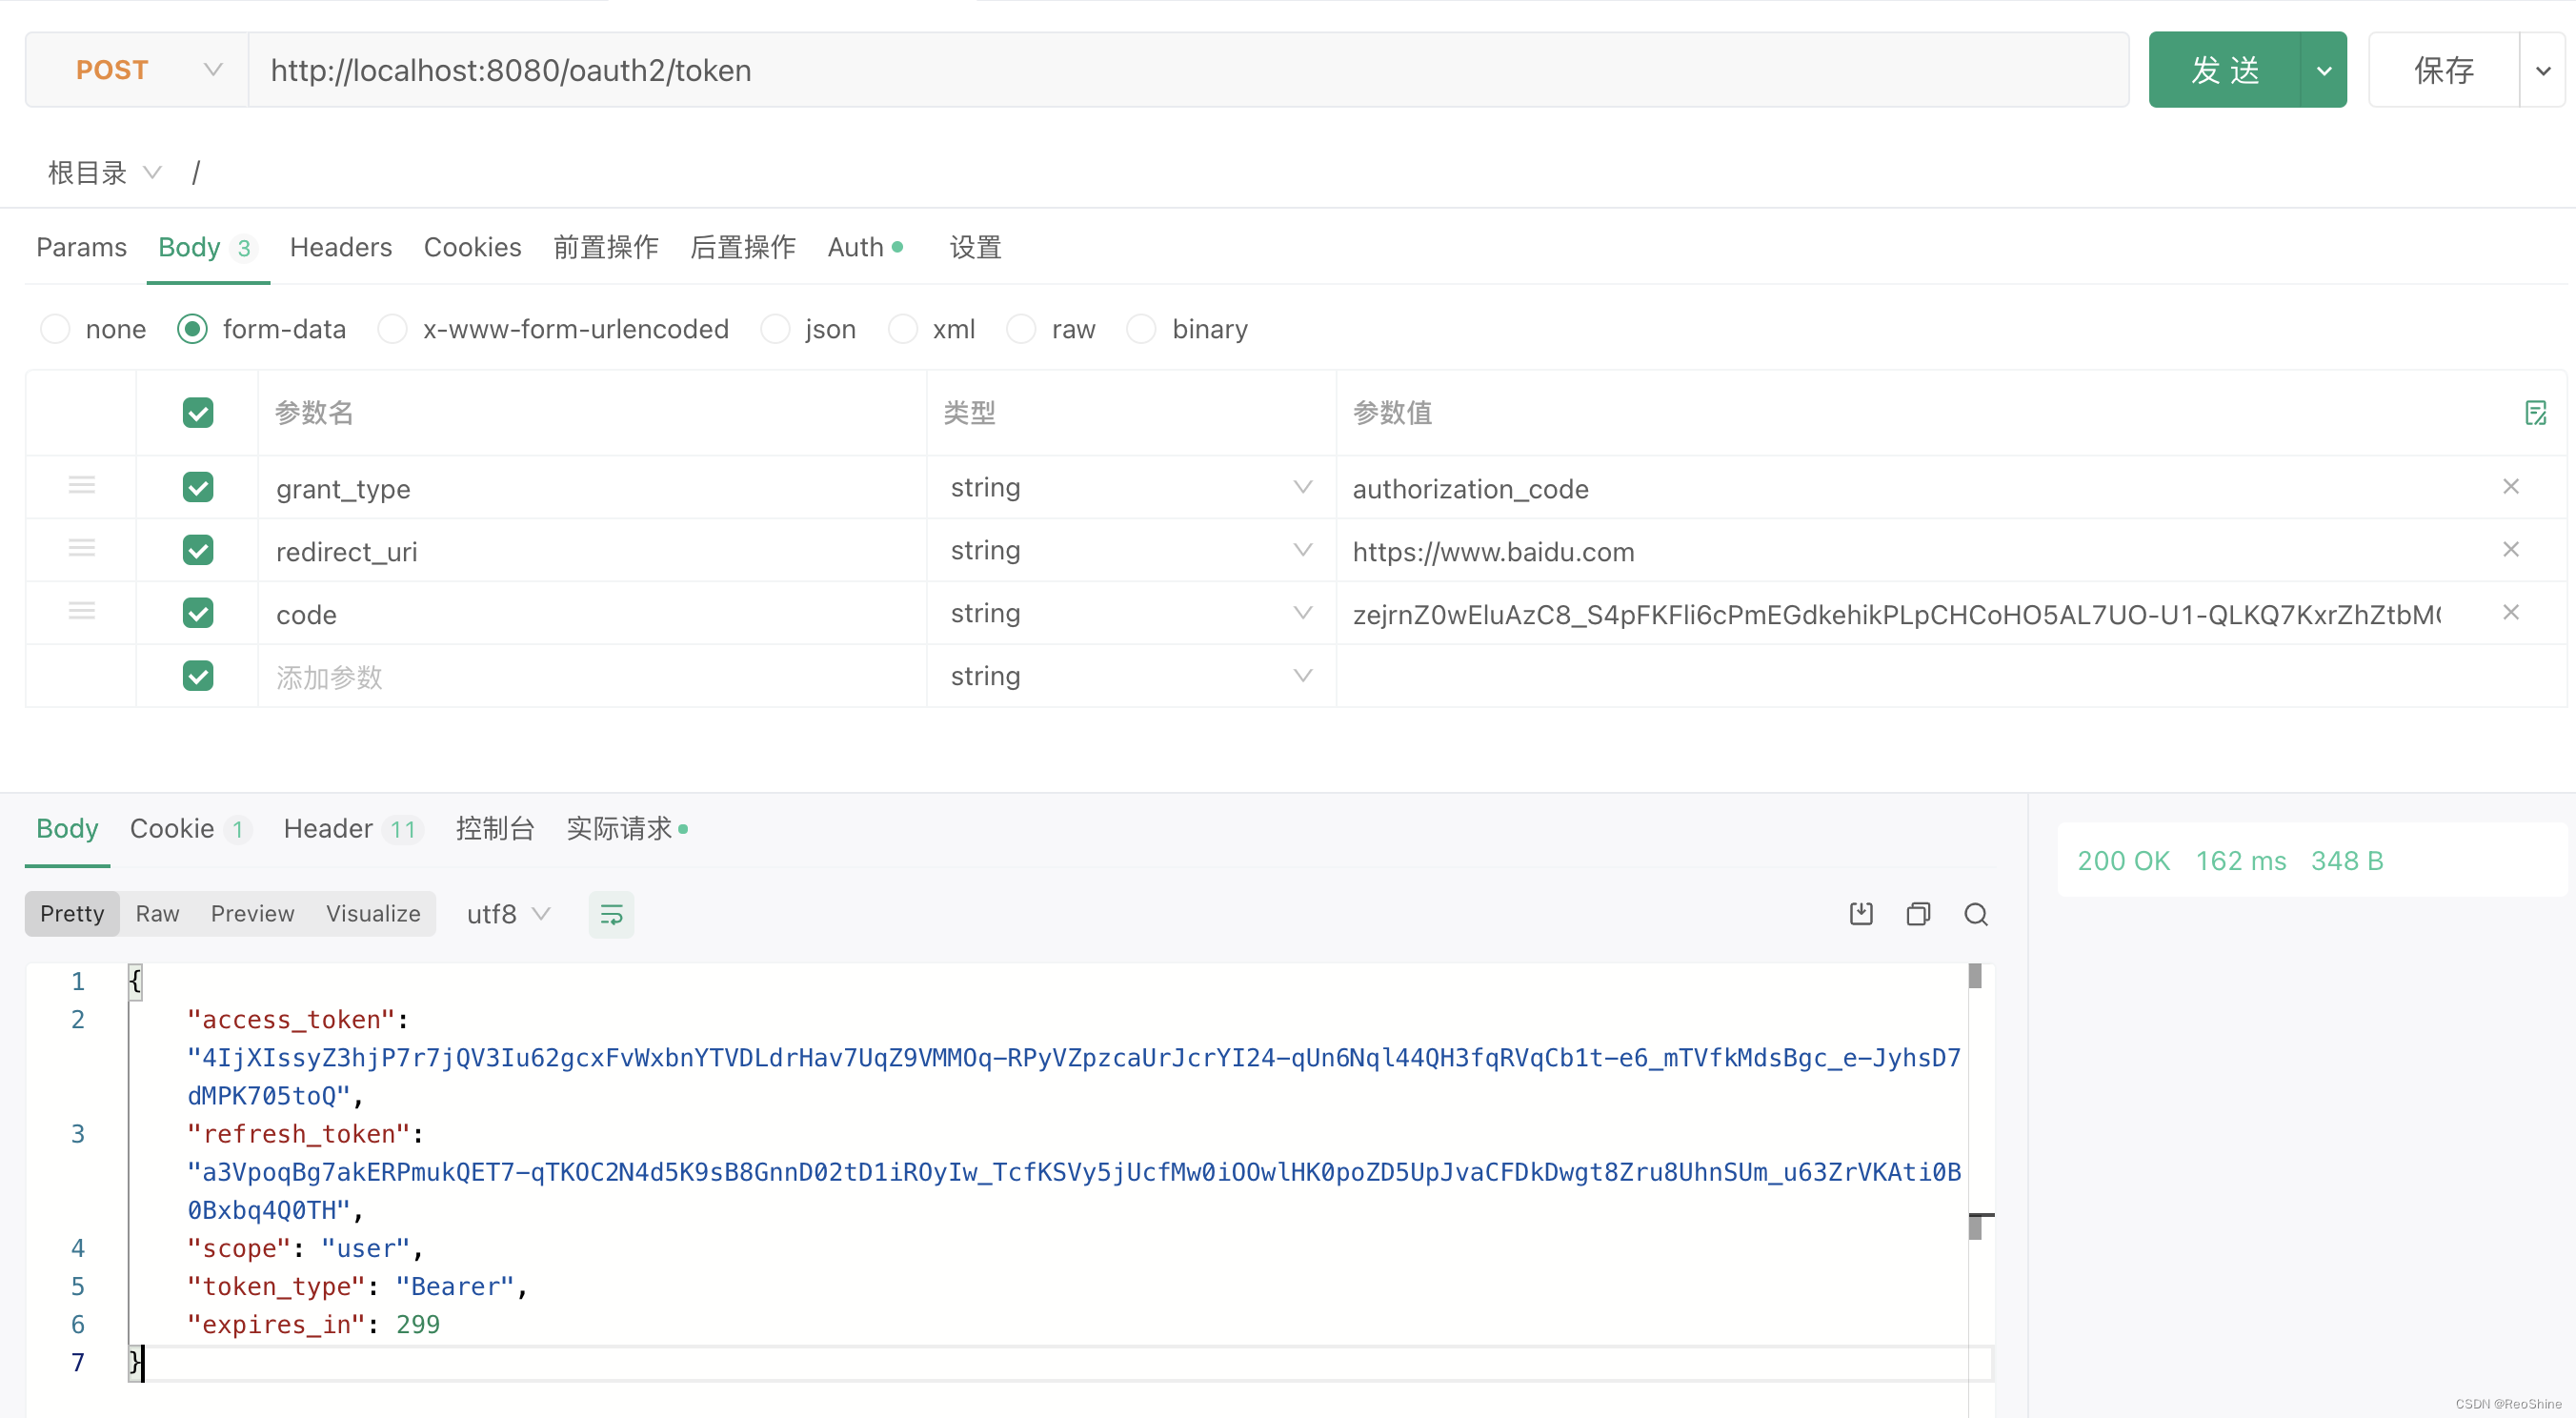 POST http://localhost:8080/oauth2/token 发 送 保存
根目录 /
Params Body 3 Headers Cookies 前置操作 后置操作 Auth 设置
none form-data x-www-form-urlencoded json xml raw binary
参数名 类型 参数值
grant_type string authorization_code
redirect_uri string https://www.baidu.com
code string zejrnZ0wEluAzC8_S4pFKFli6cPmEGdkehikPLpCHCoHO5AL7UO-U1-QLKQ7KxrZhZtbM
添加参数 string
Body Cookie 1 Header 11 控制台 实际请求
200 OK 162 ms 348 B
Pretty Raw Preview Visualize utf8
1 {
2 "access_token":
"4IjXIssyZ3hjP7r7jQV3Iu62gcxFvWxbnYTVDLdrHav7UqZ9VMMOq-RPyVZpzcaUrJcrYI24-qUn6Nql44QH3fqRVqCb1t-e6_mTVfkMdsBgc_e-JyhsD7
dMPK705toQ",
3 "refresh_token":
"a3VpoqBg7akERPmukQET7-qTKOC2N4d5K9sB8GnnD02tD1iROyIw_TcfKSVy5jUcfMw0iOOwlHK0poZD5UpJvaCFDkDwgt8Zru8UhnSUm_u63ZrVKAti0B
0Bxbq4Q0TH",
4 "scope": "user",
5 "token_type": "Bearer",
6 "expires_in": 299
7 }
CSDN @ReoShine